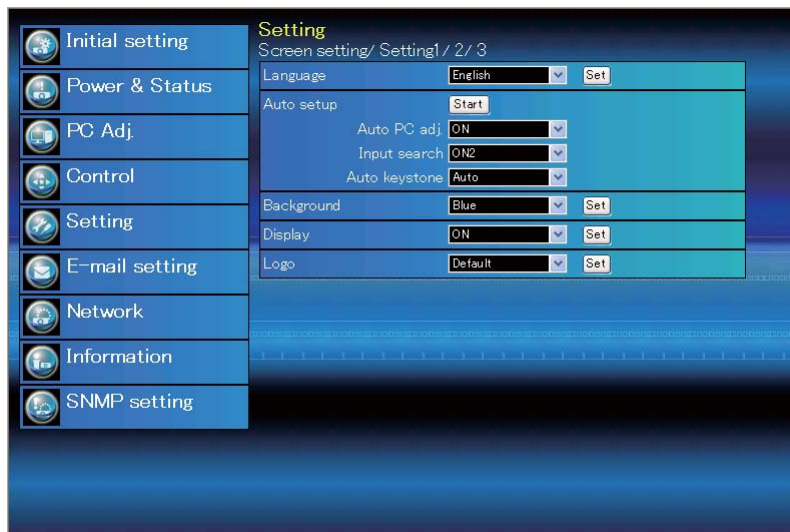 Initial setting
Power & Status
PC Adj.
Control
Setting
E-mail setting
Network
Information
SNMP setting
Setting
Screen setting/ Setting1 / 2/ 3
Language English Set
Auto setup Start
Auto PC adj. ON
Input search ON2
Auto keystone Auto
Background Blue Set
Display ON Set
Logo Default Set